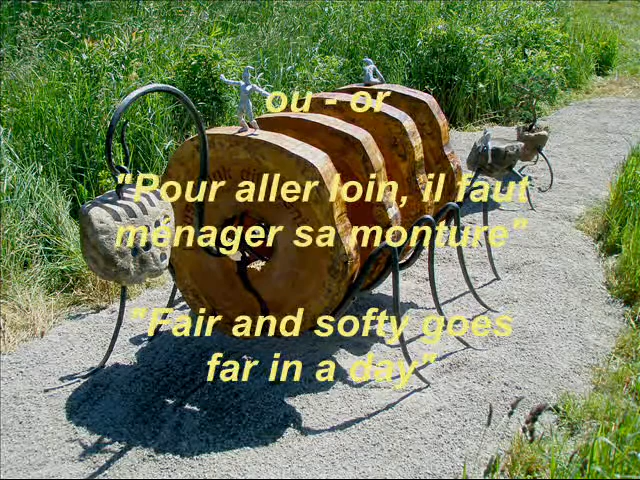 ou - or
"Pour aller loin, il faut
ménager sa monture"
"Fair and softy goes
far in a day"